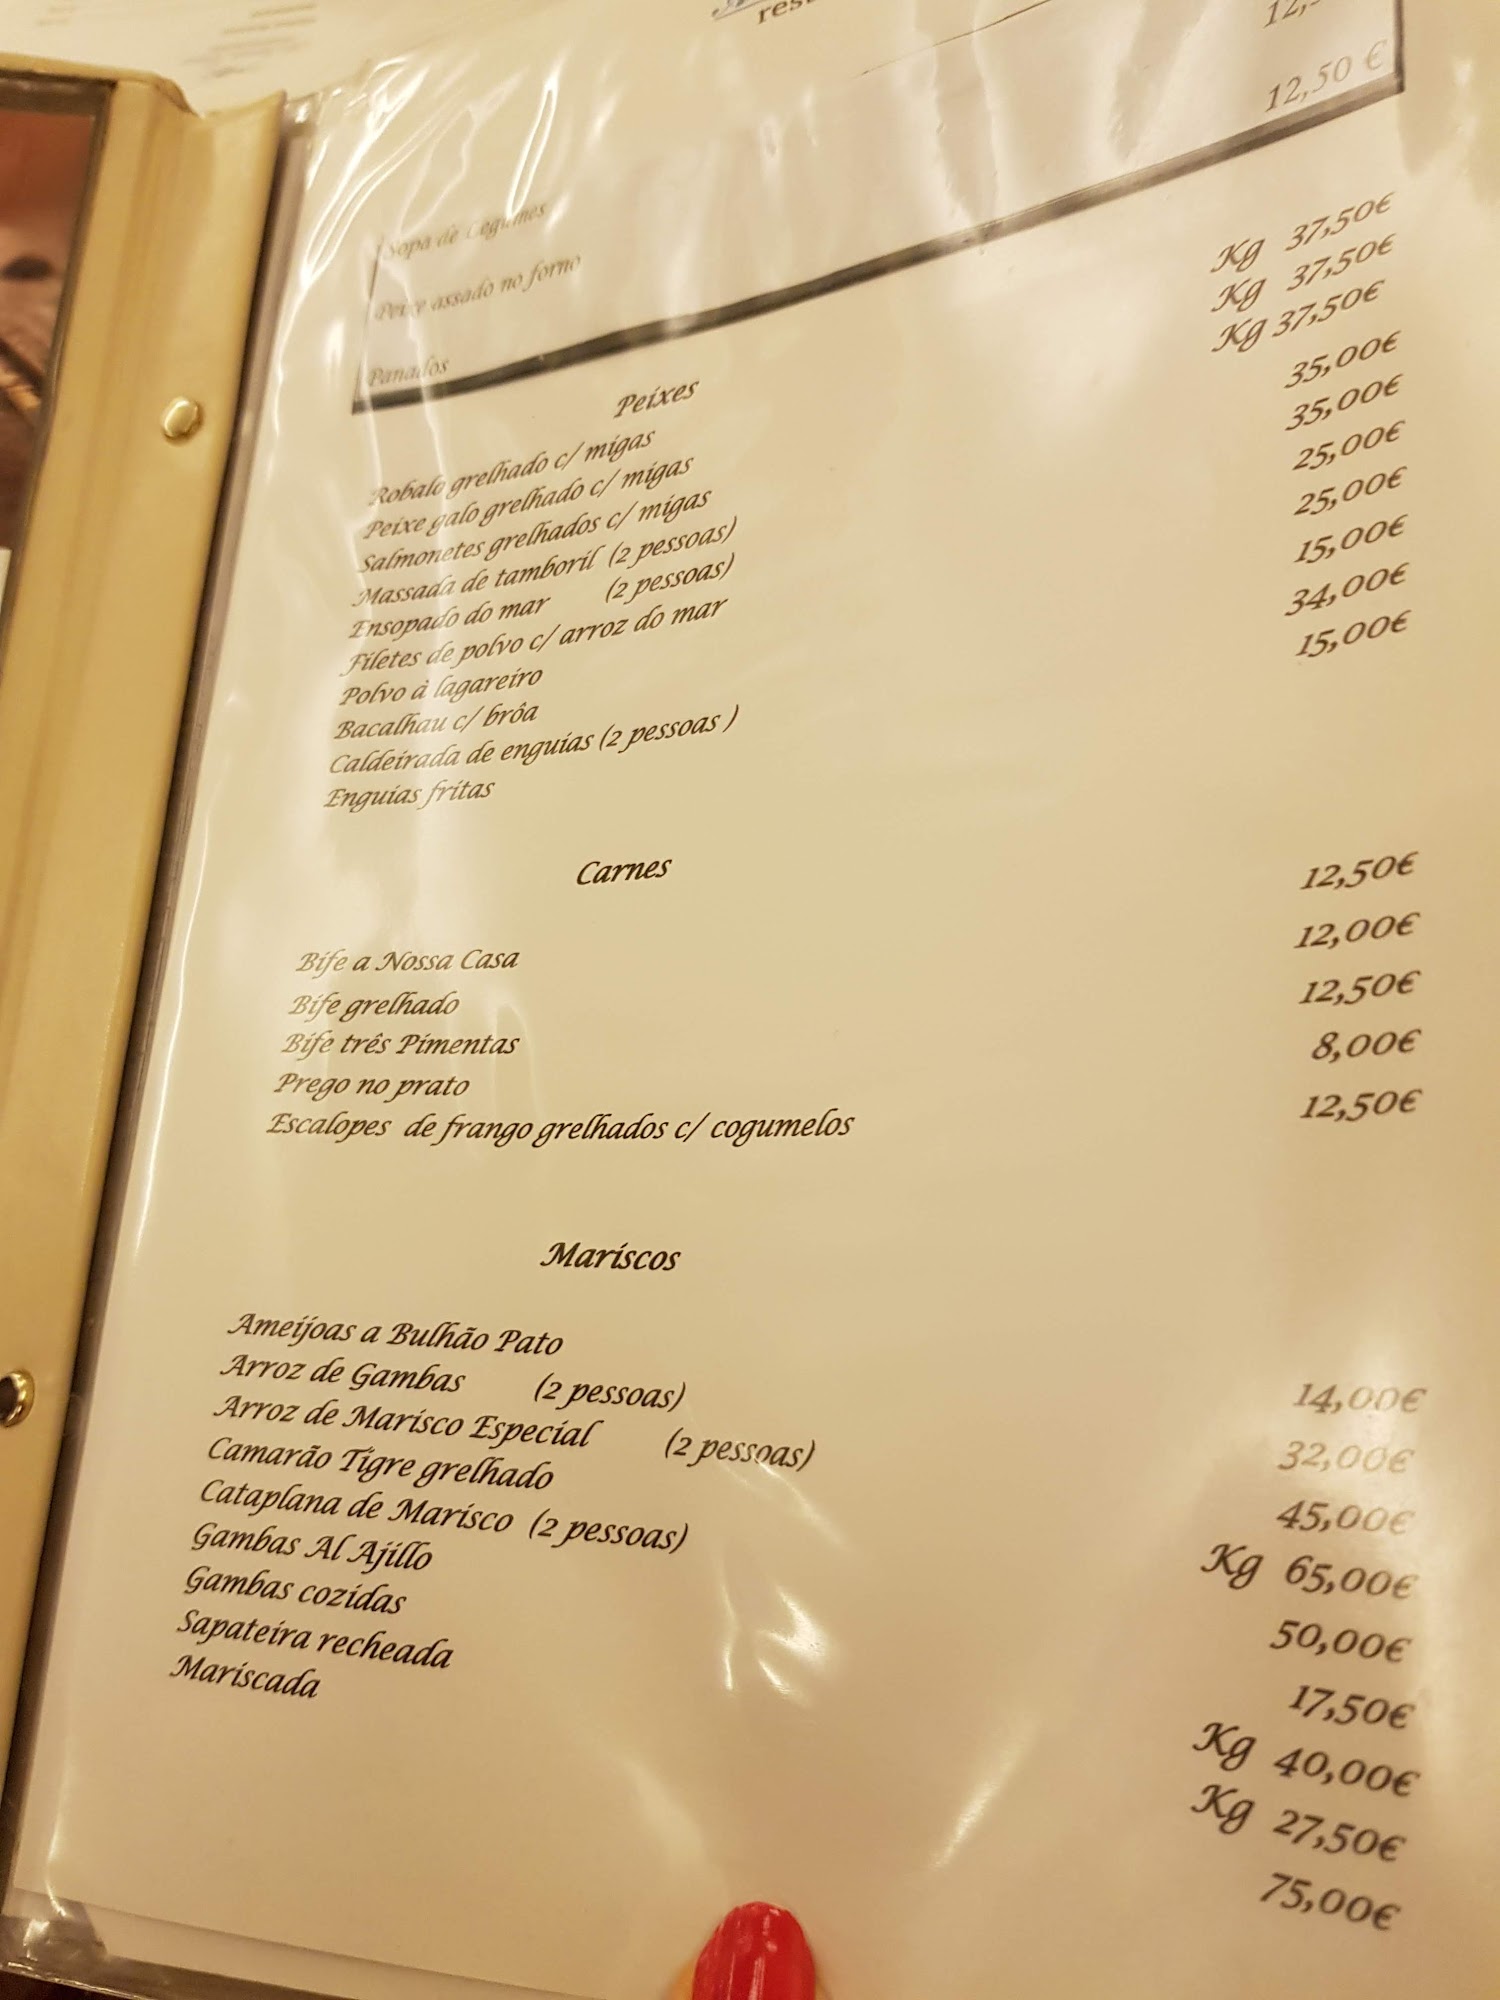 Sopa de Legumes
Peixe assado no forno
Panados 12,50 €
Peixes
Robalo grelhado c/ migas Kg 37,50€
Peixe galo grelhado c/ migas Kg 37,50€
Salmonetes grelhados c/ migas Kg 37,50€
Massada de tamboril (2 pessoas) 35,00€
Ensopado do mar (2 pessoas) 35,00€
Filetes de polvo c/ arroz do mar 25,00€
Polvo à lagareiro 25,00€
Bacalhau c/ brôa 15,00€
Caldeirada de enguias (2 pessoas ) 34,00€
Enguias fritas 15,00€
Carnes
Bife a Nossa Casa 12,50€
Bife grelhado 12,00€
Bife três Pimentas 12,50€
Prego no prato 8,00€
Escalopes de frango grelhados c/ cogumelos 12,50€
Mariscos
Ameijoas a Bulhão Pato 14,00€
Arroz de Gambas (2 pessoas) 32,00€
Arroz de Marisco Especial (2 pessoas) 45,00€
Camarão Tigre grelhado Kg 65,00€
Cataplana de Marisco (2 pessoas) 50,00€
Gambas Al Ajillo 17,50€
Gambas cozidas Kg 40,00€
Sapateira recheada Kg 27,50€
Mariscada 75,00€